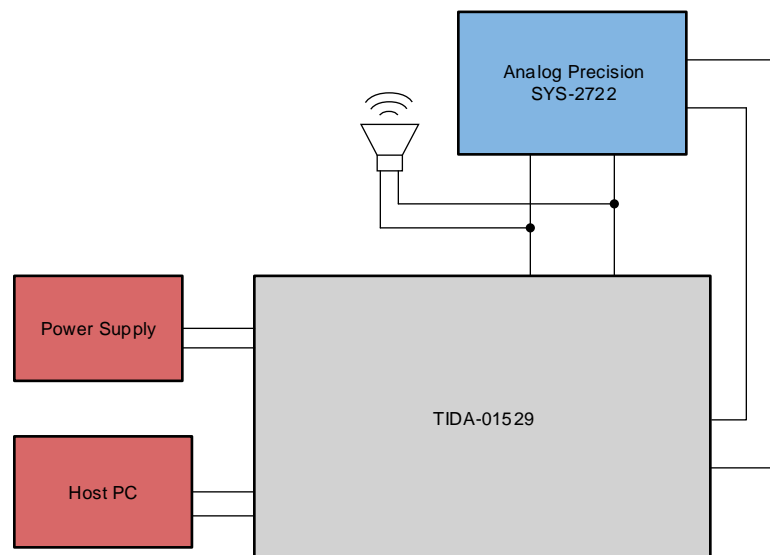 Analog Precision
SYS-2722
Power Supply
TIDA-01529
Host PC